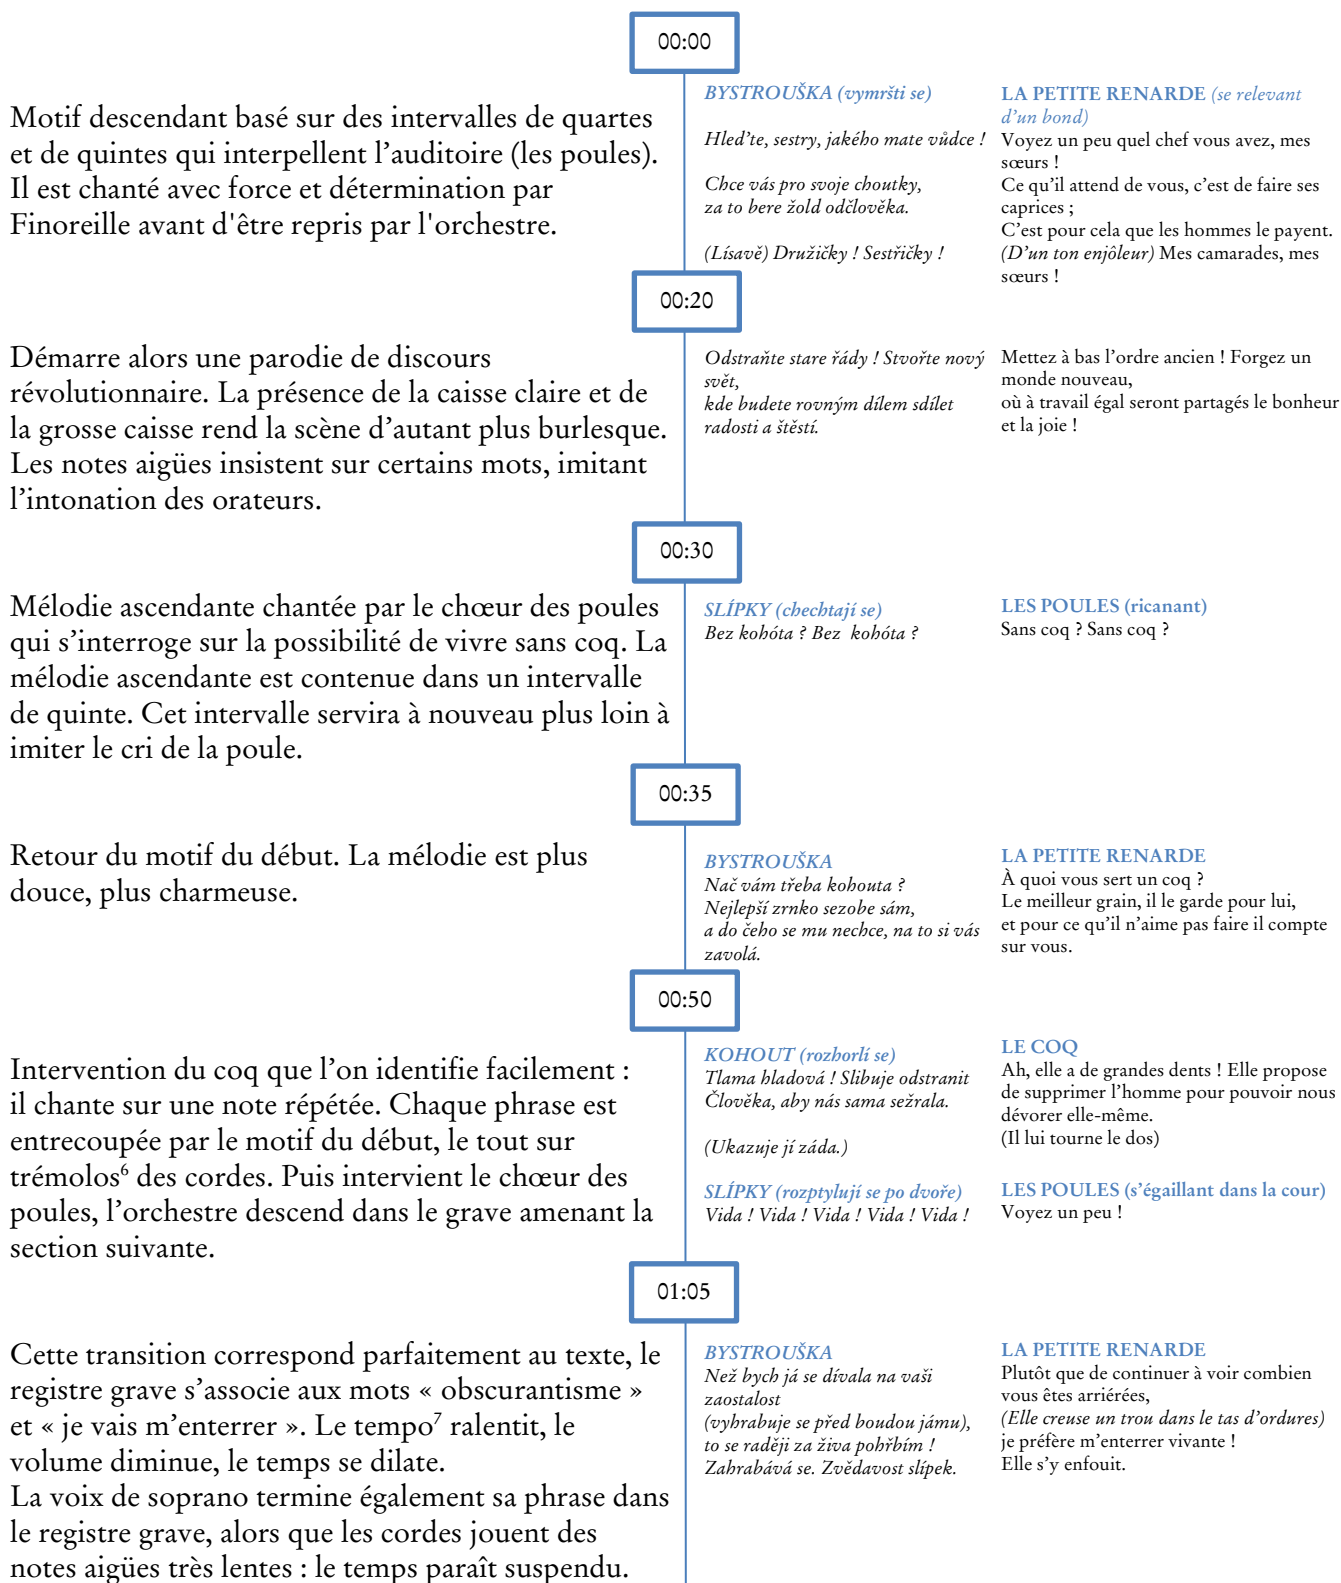 00:00
Motif descendant basé sur des intervalles de quartes
et de quintes qui interpellent l’auditoire (les poules).
Il est chanté avec force et détermination par
Finoreille avant d'être repris par l'orchestre.
BYSTROUŠKA (vymršti se)
Hleď'te, sestry, jakého mate vůdce !
Chce vás pro svoje choutky,
za to bere žold odčlověka.
(Lísavě) Družičky ! Sestřičky !
LA PETITE RENARDE (se relevant
d’un bond)
Voyez un peu quel chef vous avez, mes
sœurs !
Ce qu’il attend de vous, c’est de faire ses
caprices ;
C’est pour cela que les hommes le payent.
(D’un ton enjôleur) Mes camarades, mes
sœurs !
00:20
Démarre alors une parodie de discours
révolutionnaire. La présence de la caisse claire et de
la grosse caisse rend la scène d’autant plus burlesque.
Les notes aigües insistent sur certains mots, imitant
l’intonation des orateurs.
Odstraňte stare řády ! Stvořte nový
svět,
kde budete rovným dílem sdílet
radosti a štěstí.
Mettez à bas l’ordre ancien ! Forgez un
monde nouveau,
où à travail égal seront partagés le bonheur
et la joie !
00:30
Mélodie ascendante chantée par le chœur des poules
qui s’interroge sur la possibilité de vivre sans coq. La
mélodie ascendante est contenue dans un intervalle
de quinte. Cet intervalle servira à nouveau plus loin à
imiter le cri de la poule.
SLÍPKY (chechtají se)
Bez kohóta ? Bez kohóta ?
LES POULES (ricanant)
Sans coq ? Sans coq ?
00:35
Retour du motif du début. La mélodie est plus
douce, plus charmeuse.
BYSTROUŠKA
Nač vám třeba kohouta ?
Nejlepší zrnko sezobe sám,
a do čeho se mu nechce, na to si vás
zavolá.
LA PETITE RENARDE
À quoi vous sert un coq ?
Le meilleur grain, il le garde pour lui,
et pour ce qu’il n’aime pas faire il compte
sur vous.
00:50
Intervention du coq que l’on identifie facilement :
il chante sur une note répétée. Chaque phrase est
entrecoupée par le motif du début, le tout sur
trémolos⁶ des cordes. Puis intervient le chœur des
poules, l’orchestre descend dans le grave amenant la
section suivante.
KOHOUT (rozhorlí se)
Tlama hladová ! Slibuje odstranit
Člověka, aby nás sama sežrala.
(Ukazuje jí záda.)
SLÍPKY (rozptylují se po dvoře)
Vida ! Vida ! Vida ! Vida ! Vida !
LE COQ
Ah, elle a de grandes dents ! Elle propose
de supprimer l’homme pour pouvoir nous
dévorer elle-même.
(Il lui tourne le dos)
LES POULES (s’égaillant dans la cour)
Voyez un peu !
01:05
Cette transition correspond parfaitement au texte, le
registre grave s’associe aux mots « obscurantisme »
et « je vais m’enterrer ». Le tempo⁷ ralentit, le
volume diminue, le temps se dilate.
La voix de soprano termine également sa phrase dans
le registre grave, alors que les cordes jouent des
notes aigües très lentes : le temps paraît suspendu.
BYSTROUŠKA
Než bych já se dívala na vaši
zaostalost
(vyhrabuje se před boudou jámu),
to se raději za živa pohřbím !
Zahrabává se. Zvědavost slípek.
LA PETITE RENARDE
Plutôt que de continuer à voir combien
vous êtes arriérées,
(Elle creuse un trou dans le tas d’ordures)
je préfère m’enterrer vivante !
Elle s’y enfouit.